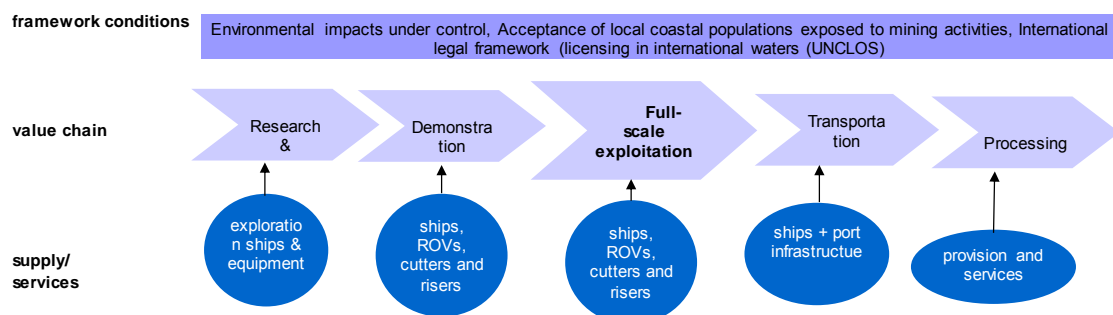 framework conditions
Environmental impacts under control, Acceptance of local coastal populations exposed to mining activities, International
legal framework (licensing in international waters (UNCLOS)
value chain
Research
&
Demonstra
tion
Full-
scale
exploitation
Transporta
tion
Processing
supply/
services
exploratio
n ships &
equipment
ships,
ROVs,
cutters and
risers
ships,
ROVs,
cutters and
risers
ships + port
infrastructue
provision and
services